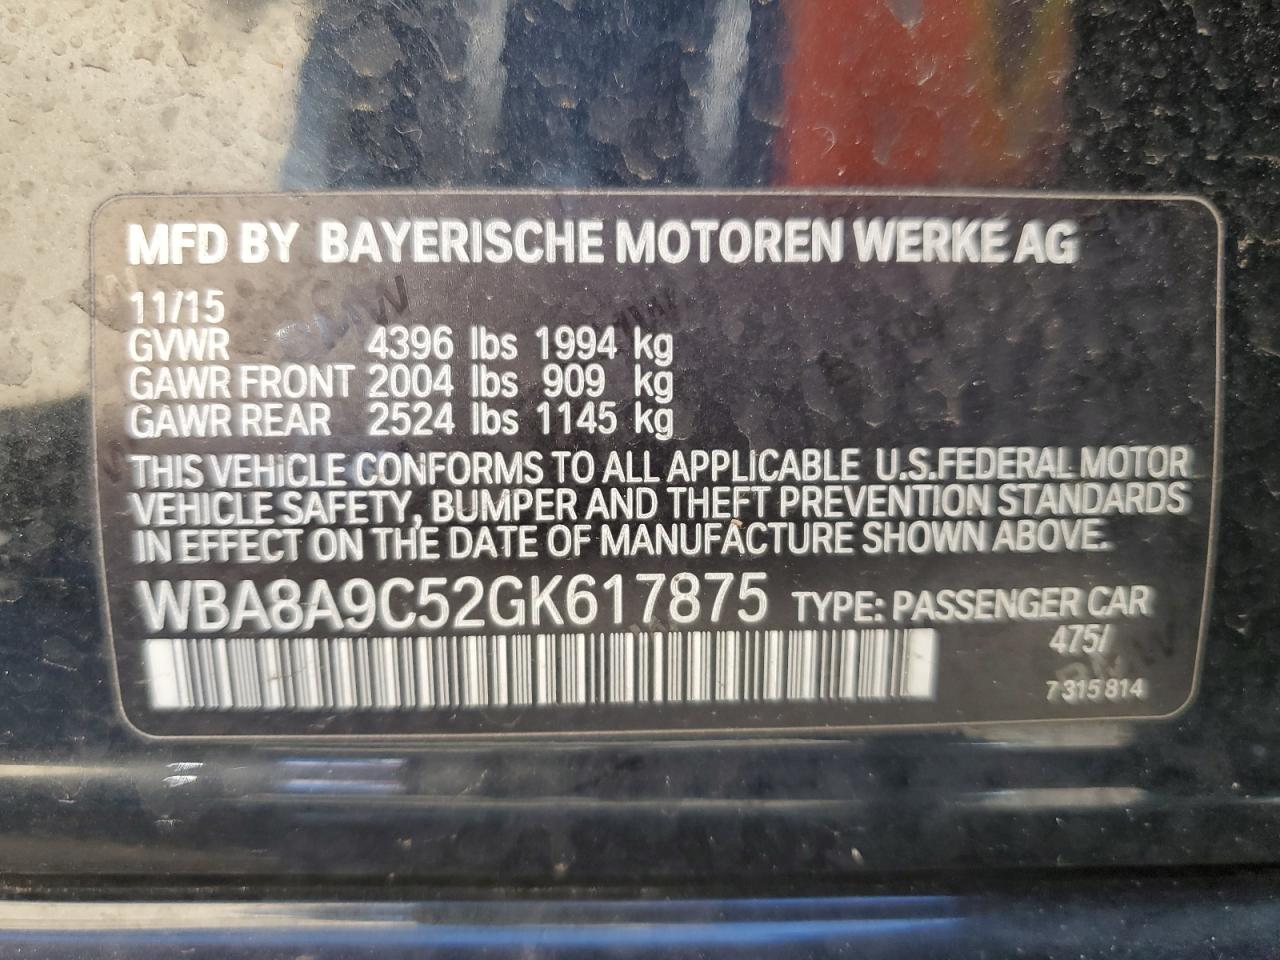 MFD BY BAYERISCHE MOTOREN WERKE AG
11/15
GVWR 4396 lbs 1994 kg
GAWR FRONT 2004 lbs 909 kg
GAWR REAR 2524 lbs 1145 kg
THIS VEHICLE CONFORMS TO ALL APPLICABLE U.S.FEDERAL MOTOR
VEHICLE SAFETY, BUMPER AND THEFT PREVENTION STANDARDS
IN EFFECT ON THE DATE OF MANUFACTURE SHOWN ABOVE.
WBA8A9C52GK617875 TYPE: PASSENGER CAR
475/
7 315 814